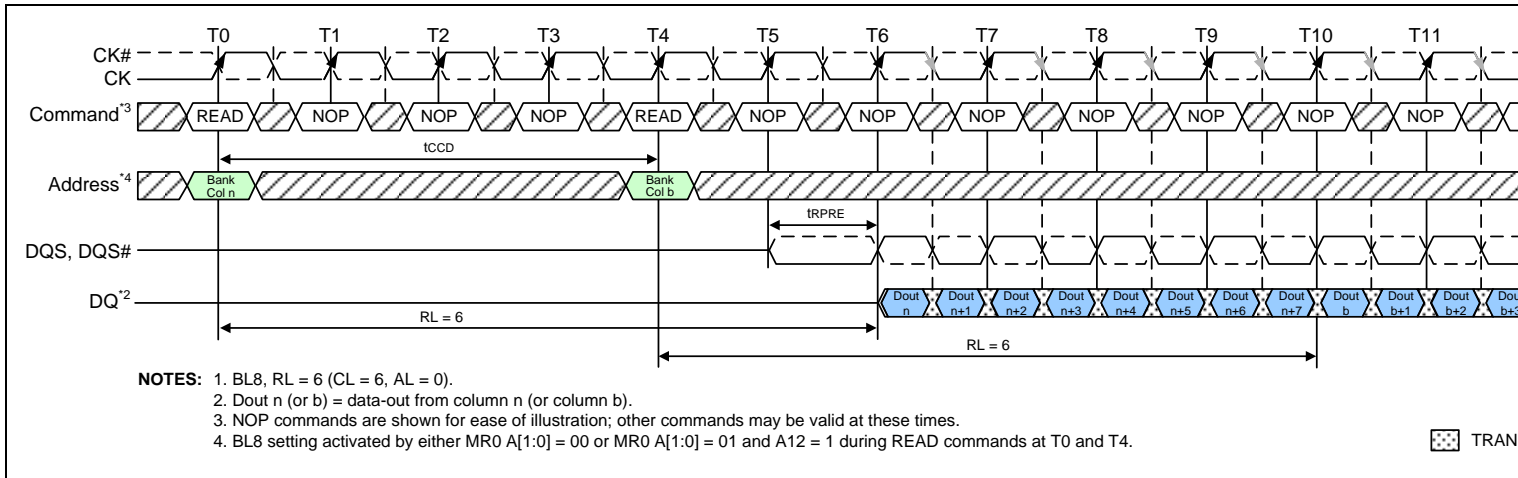 T0 T1 T2 T3 T4 T5 T6 T7 T8 T9 T10 T11
CK#
CK
Command*3 READ NOP NOP NOP READ NOP NOP NOP NOP NOP NOP NOP
tCCD
Address*4 Bank Col n Bank Col b
tRPRE
DQS, DQS#
DQ*2 Dout n Dout n+1 Dout n+2 Dout n+3 Dout n+4 Dout n+5 Dout n+6 Dout n+7 Dout b Dout b+1 Dout b+2
RL = 6
RL = 6
NOTES: 1. BL8, RL = 6 (CL = 6, AL = 0).
2. Dout n (or b) = data-out from column n (or column b).
3. NOP commands are shown for ease of illustration; other commands may be valid at these times.
4. BL8 setting activated by either MR0 A[1:0] = 00 or MR0 A[1:0] = 01 and A12 = 1 during READ commands at T0 and T4.
TRAN